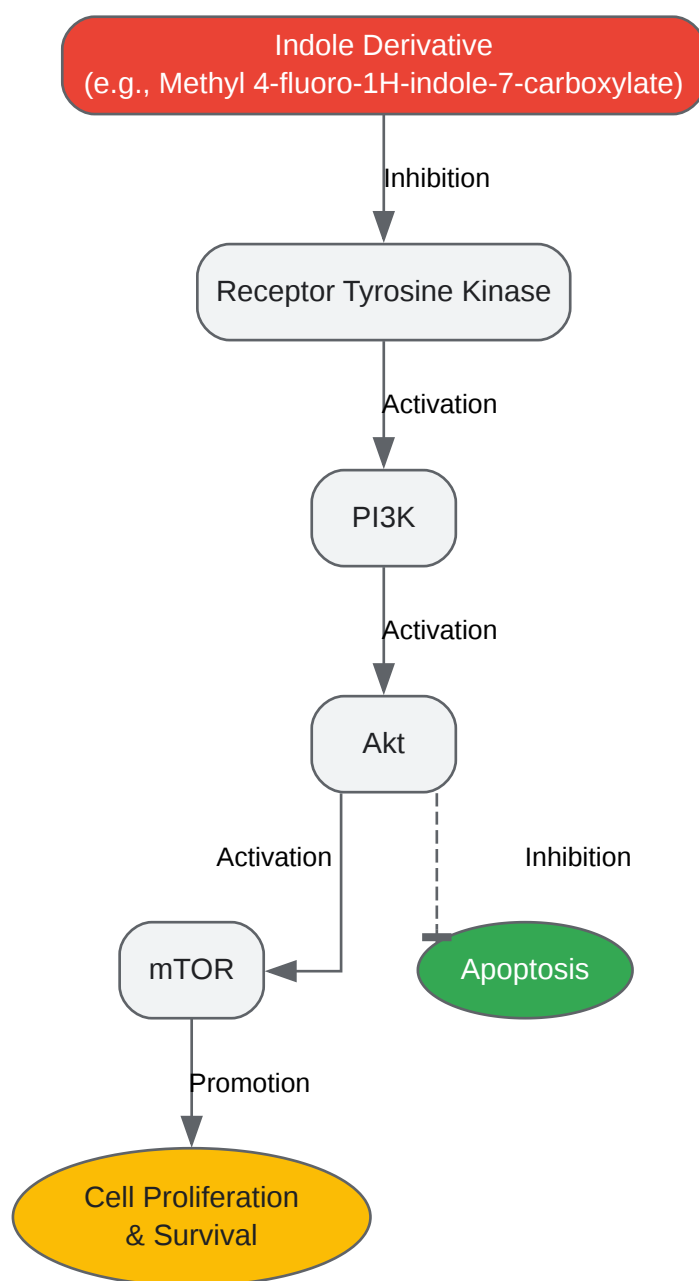 Indole Derivative
(e.g., Methyl 4-fluoro-1H-indole-7-carboxylate)
Inhibition
Receptor Tyrosine Kinase
Activation
PI3K
Activation
Akt
Activation
Inhibition
mTOR
Apoptosis
Promotion
Cell Proliferation
& Survival